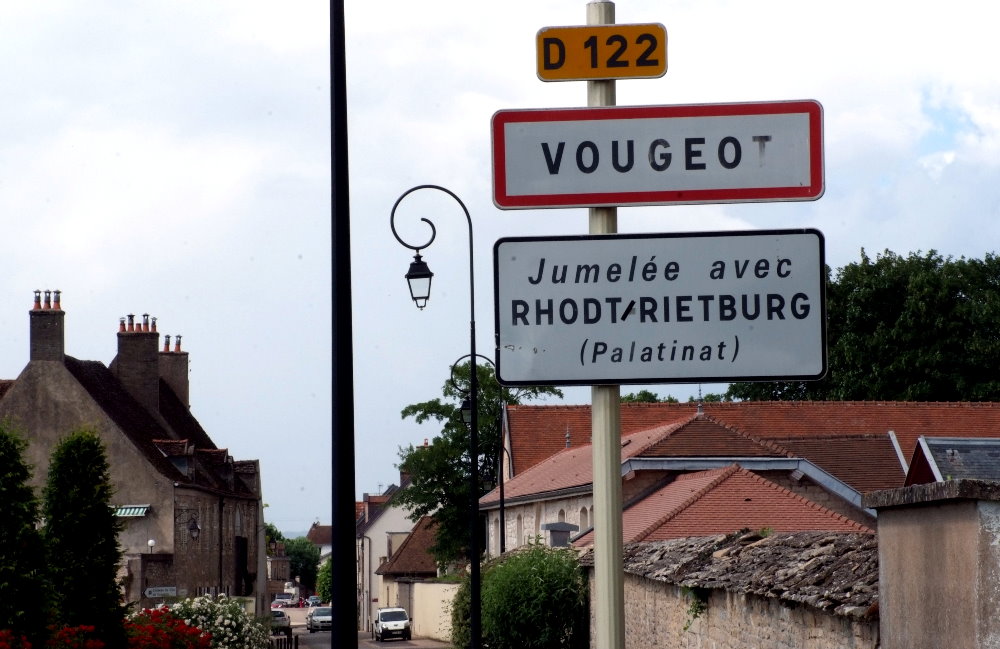 D 122
VOUGEOT
Jumelée avec
RHODT/RIETBURG
(Palatinat)